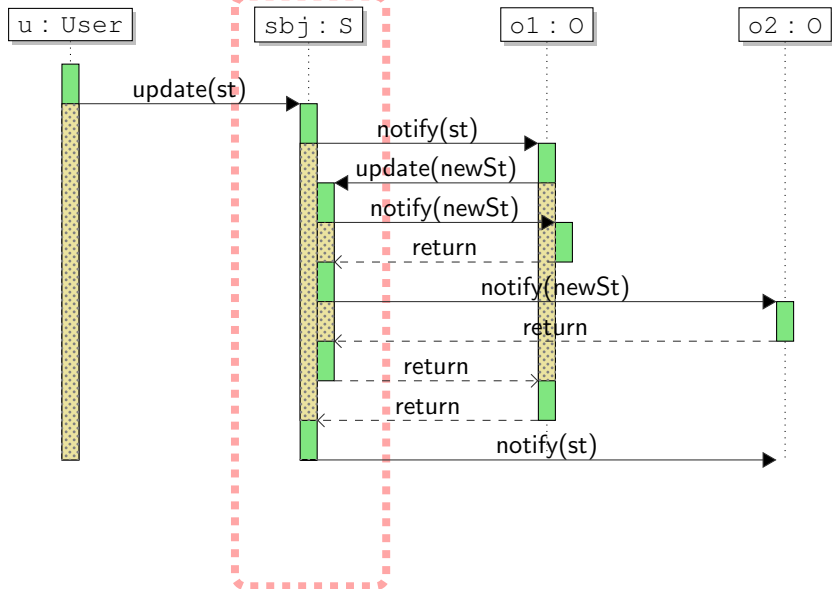 u : User
sbj : S
o1 : O
o2 : O
update(st)
notify(st)
update(newSt)
notify(newSt)
return
notify(newSt)
return
return
return
notify(st)